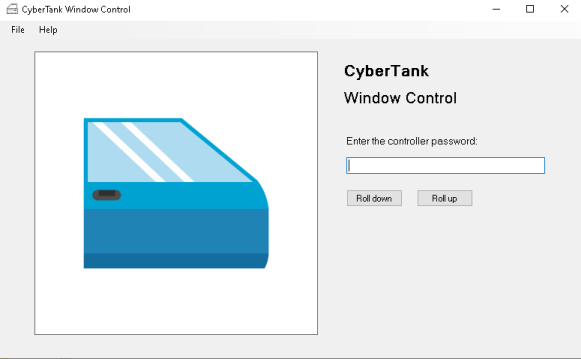 CyberTank Window Control
File Help
CyberTank
Window Control
Enter the controller password:
Roll down Roll up